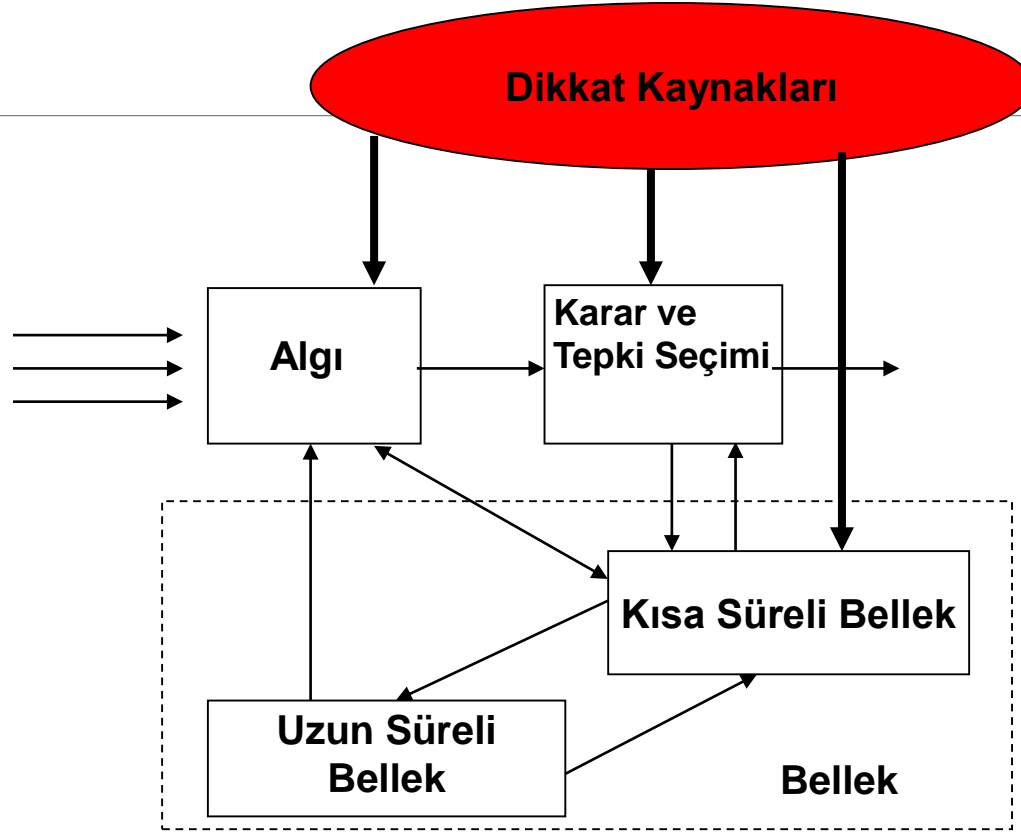 Dikkat Kaynakları
Algı
Karar ve
Tepki Seçimi
Kısa Süreli Bellek
Uzun Süreli
Bellek
Bellek